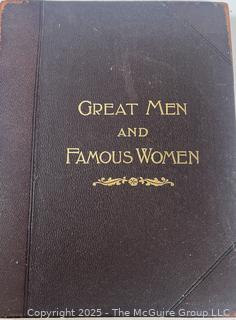 GREAT MEN
AND
FAMOUS WOMEN
Copyright 2025 - The McGuire Group LLC